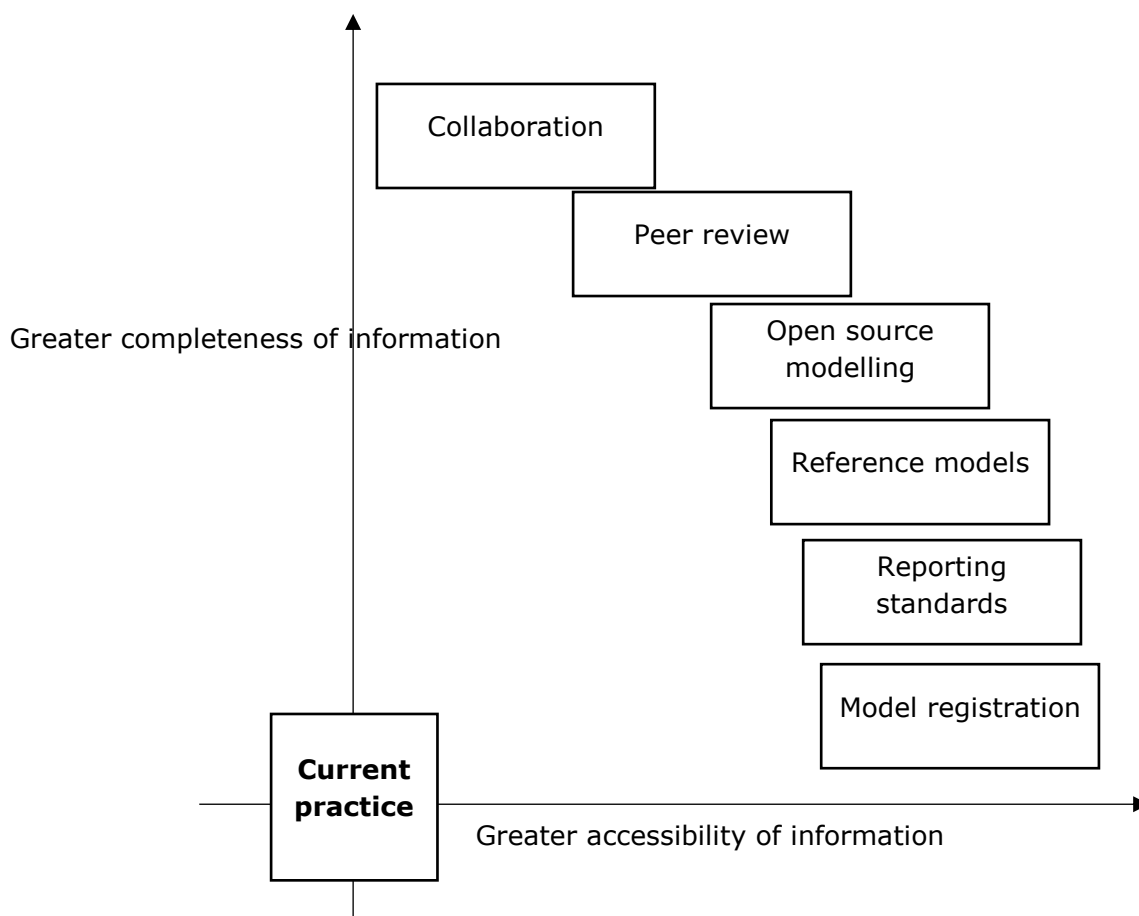 Collaboration
Peer review
Greater completeness of information
Open source
modelling
Reference models
Reporting
standards
Model registration
Current
practice
Greater accessibility of information